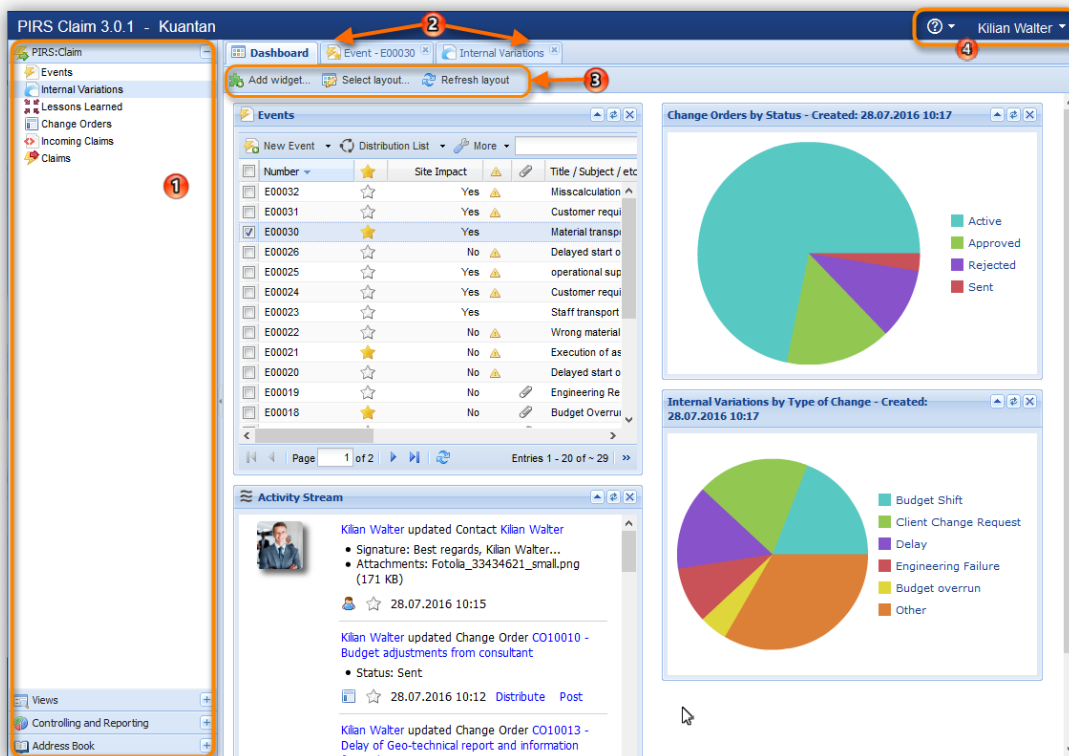 PIRS Claim 3.0.1 - Kuantan
2
Kilian Walter
4
PIRS:Claim
Events
Internal Variations
Lessons Learned
Change Orders
Incoming Claims
Claims
1
Views
Controlling and Reporting
Address Book
Dashboard
Event - E00030
Internal Variations
Add widget...
Select layout...
Refresh layout
3
Events
New Event
Distribution List
More
Number
Site Impact
Title / Subject / etc
E00032 Yes Misscalculation
E00031 Yes Customer requi
E00030 Yes Material transpo
E00026 No Delayed start o
E00025 Yes operational sup
E00024 Yes Customer requi
E00023 Yes Staff transport
E00022 No Wrong material
E00021 No Execution of as
E00020 No Delayed start o
E00019 No Engineering Re
E00018 No Budget Overru
Page 1 of 2
Entries 1 - 20 of ~ 29
Activity Stream
Kilian Walter updated Contact Kilian Walter
• Signature: Best regards, Kilian Walter...
• Attachments: Fotolia_33434621_small.png
(171 KB)
28.07.2016 10:15
Kilian Walter updated Change Order CO10010 -
Budget adjustments from consultant
• Status: Sent
28.07.2016 10:12 Distribute Post
Kilian Walter updated Change Order CO10013 -
Delay of Geo-technical report and information
Change Orders by Status - Created: 28.07.2016 10:17
Active
Approved
Rejected
Sent
Internal Variations by Type of Change - Created:
28.07.2016 10:17
Budget Shift
Client Change Request
Delay
Engineering Failure
Budget overrun
Other